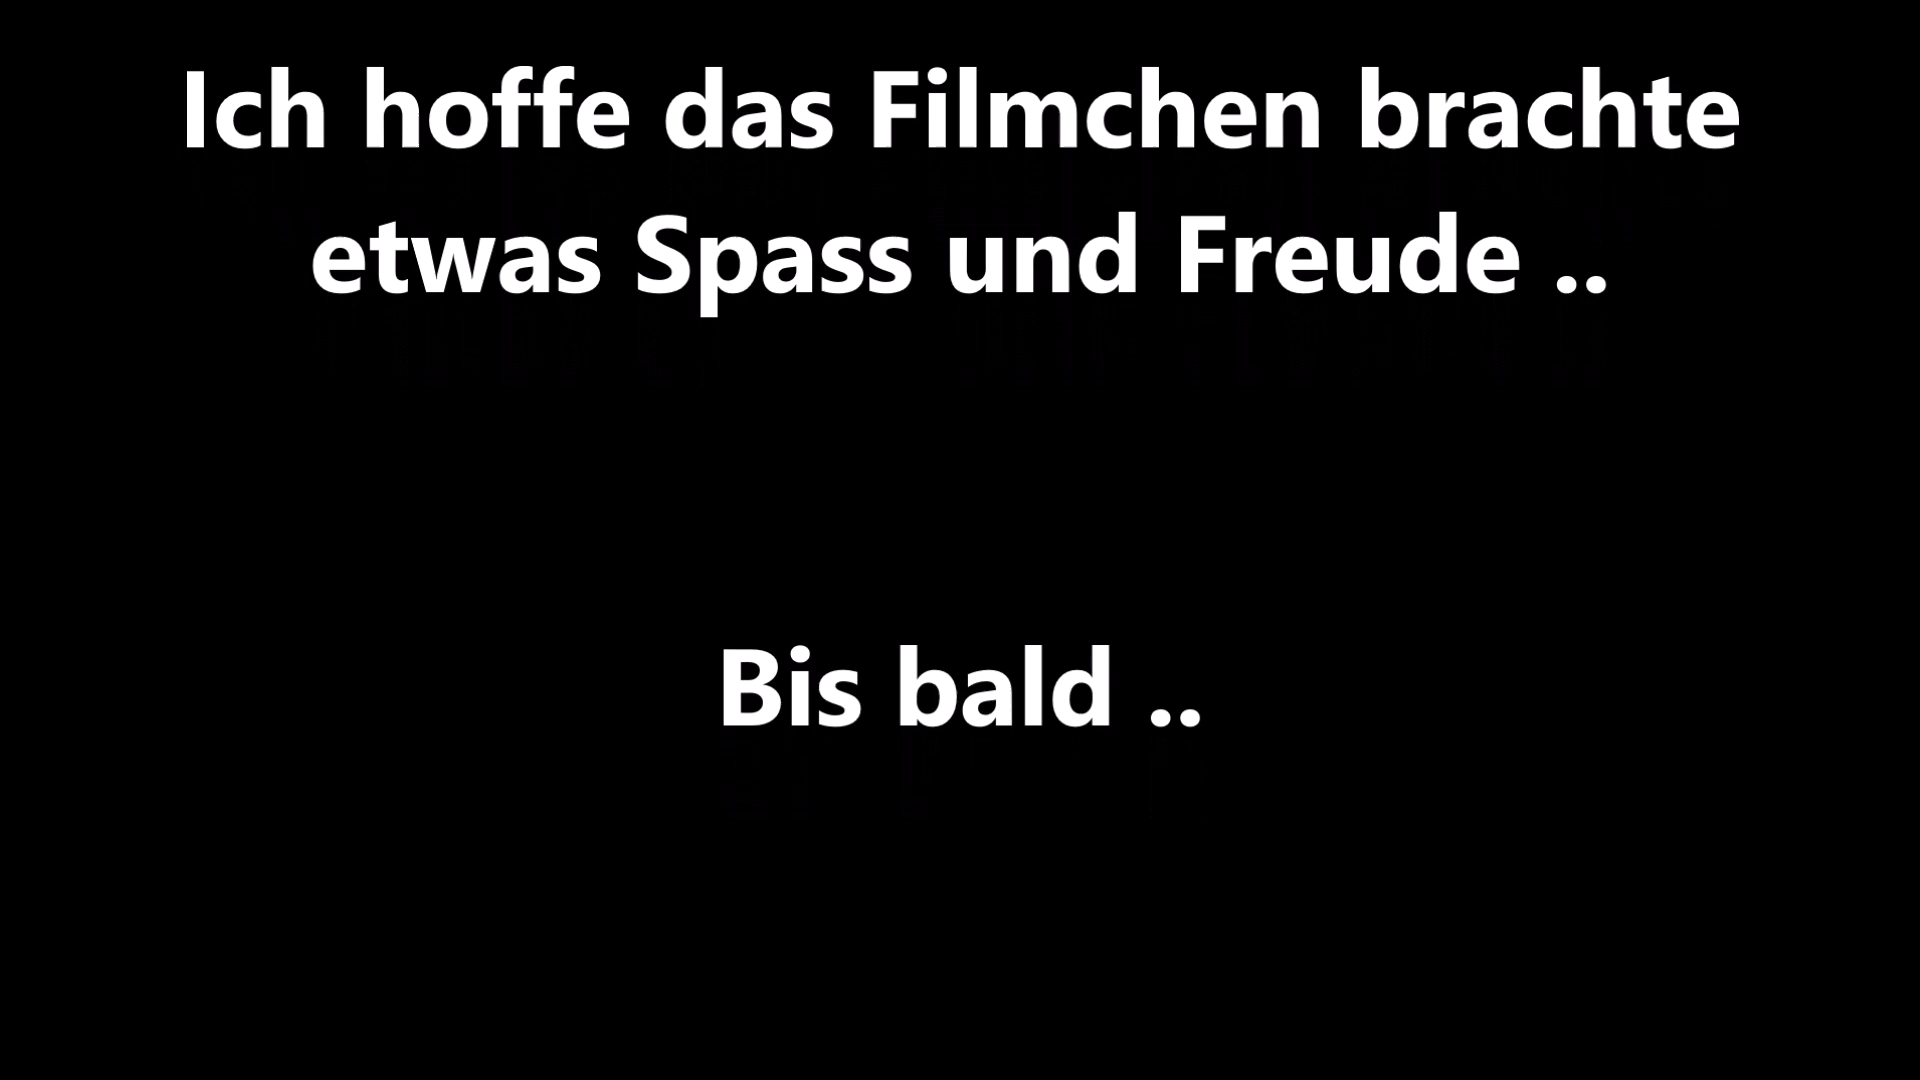 Ich hoffe das Filmchen brachte
etwas Spass und Freude ..
Bis bald ..